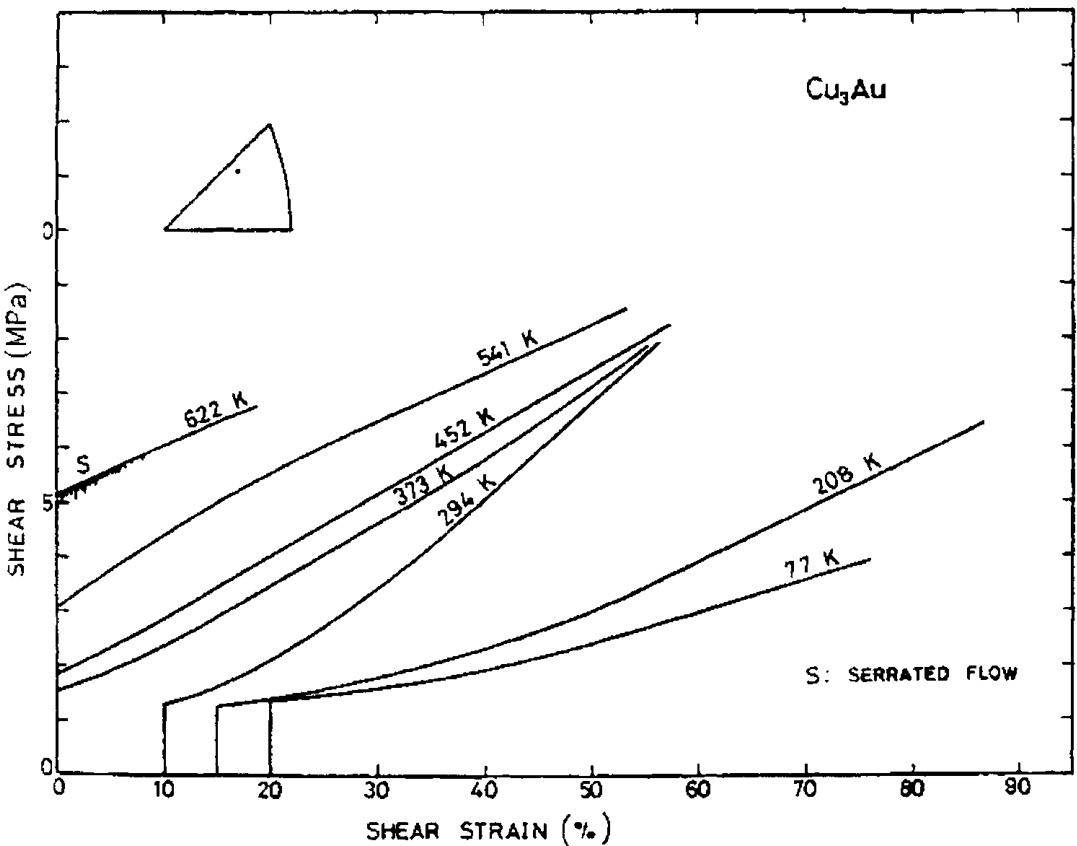 Cu₃Au
0
SHEAR STRESS (MPa)
541 K
622 K
452 K
S
373 K
294 K
5
208 K
77 K
5
S: SERRATED FLOW
0
0 10 20 30 40 50 60 70 80 90
SHEAR STRAIN (‰)